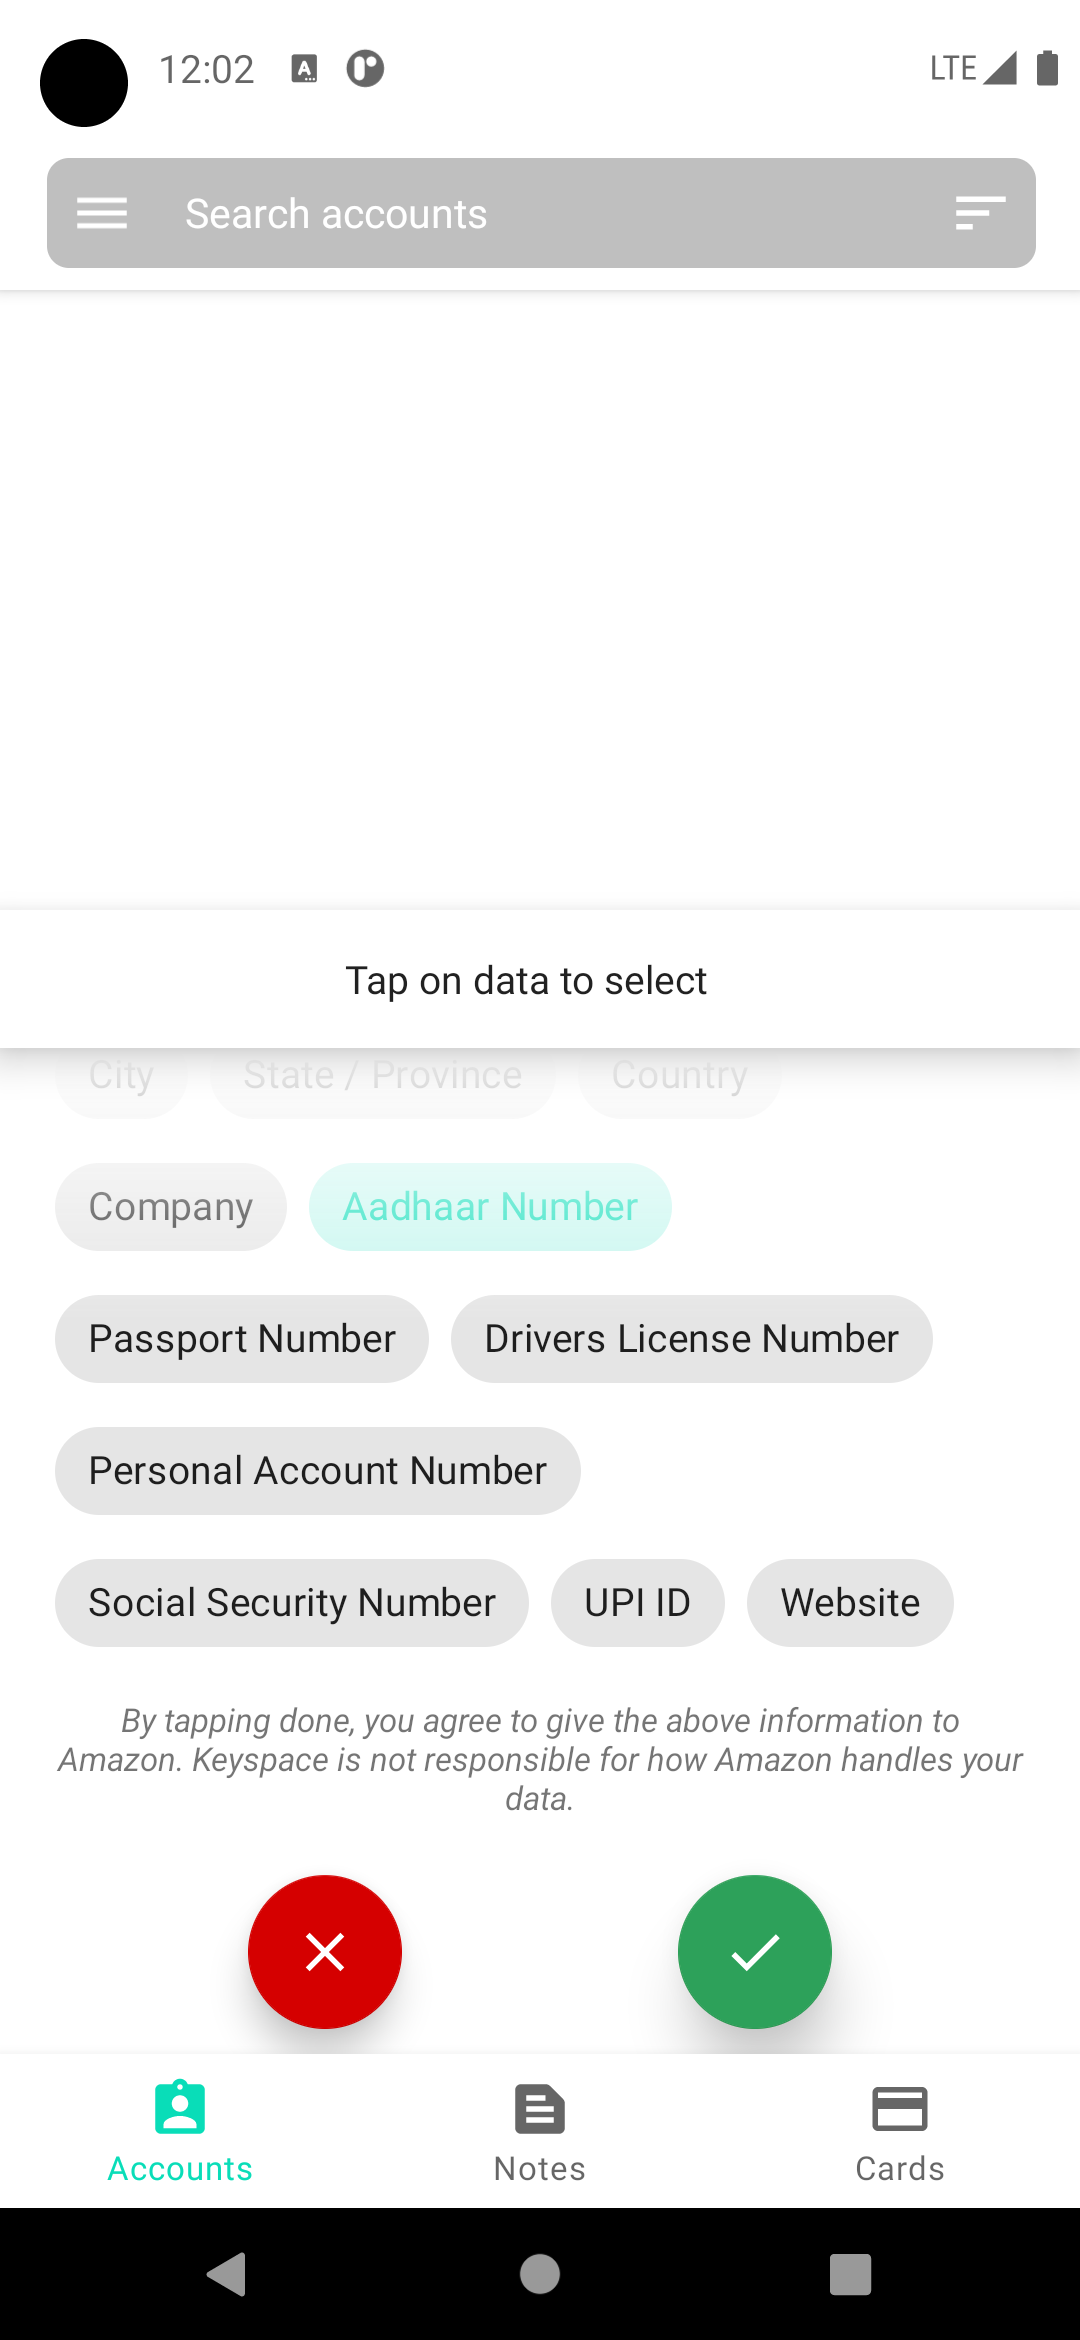 12:02
LTE
Search accounts
Tap on data to select
City State / Province Country
Company Aadhaar Number
Passport Number Drivers License Number
Personal Account Number
Social Security Number UPI ID Website
By tapping done, you agree to give the above information to
Amazon. Keyspace is not responsible for how Amazon handles your
data.
Accounts Notes Cards